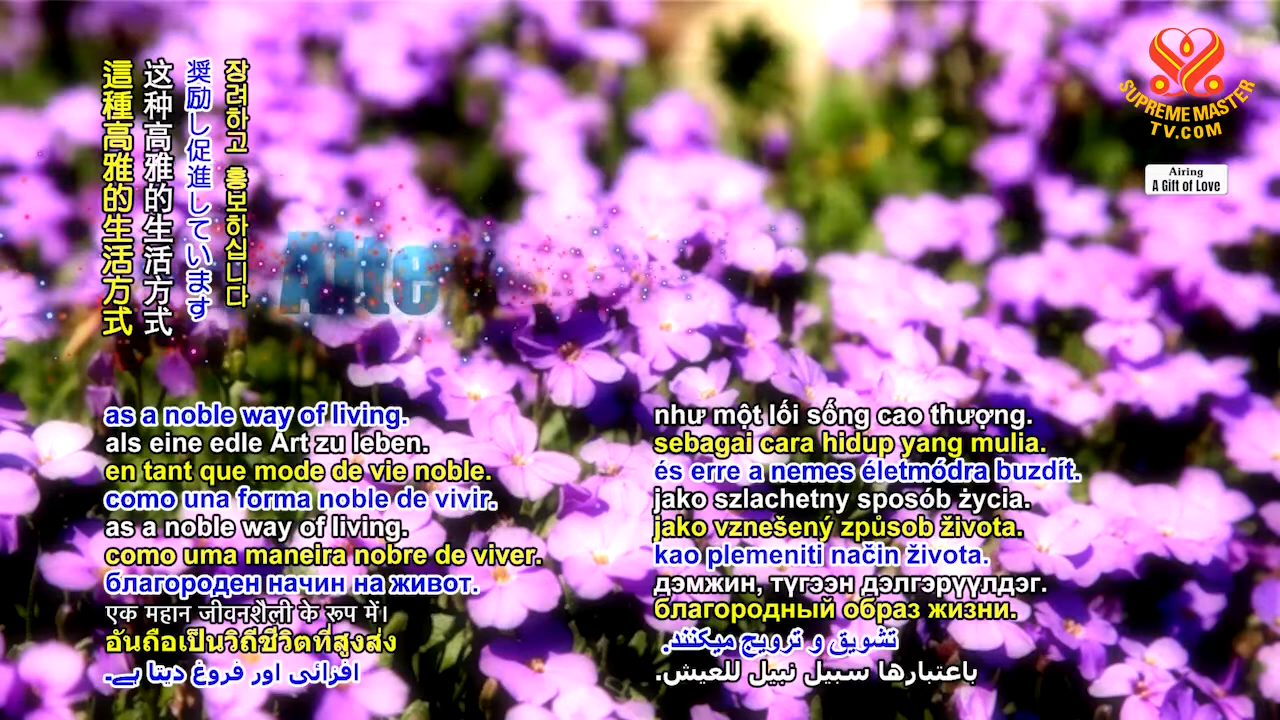 這種高雅的生活方式
这种高雅的生活方式
奨励し促進しています
장려하고 홍보하십니다
SUPREME MASTER
TV.COM
Airing
A Gift of Love
Alte
as a noble way of living.
als eine edle Art zu leben.
en tant que mode de vie noble.
como una forma noble de vivir.
as a noble way of living.
como uma maneira nobre de viver.
благороден начин на живот.
एक महान जीवनशैली के रूप में।
อันถือเป็นวิถีชีวิตที่สูงส่ง
افزائی اور فروغ دیتا ہے۔
như một lối sống cao thượng.
sebagai cara hidup yang mulia.
és erre a nemes életmódra buzdít.
jako szlachetny sposób życia.
jako vznešený způsob života.
kao plemeniti način života.
дэмжин, түгээн дэлгэрүүлдэг.
благородный образ жизни.
تشویق و ترویج میکنند.
باعتبارها سبيل نبيل للعيش.